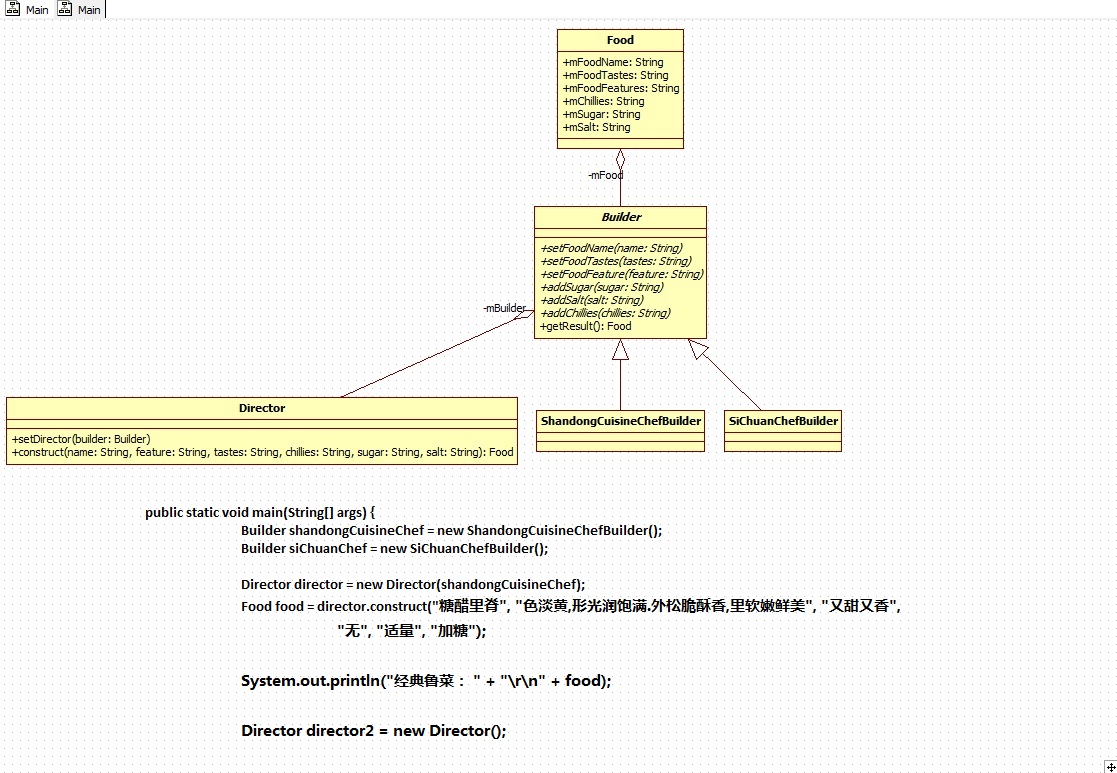 Main
Main
Food
+mFoodName: String
+mFoodTastes: String
+mFoodFeatures: String
+mChillies: String
+mSugar: String
+mSalt: String
-mFood
Builder
+setFoodName(name: String)
+setFoodTastes(tastes: String)
+setFoodFeature(feature: String)
+addSugar(sugar: String)
+addSalt(salt: String)
+addChillies(chillies: String)
+getResult(): Food
-mBuilder
Director
+setDirector(builder: Builder)
+construct(name: String, feature: String, tastes: String, chillies: String, sugar: String, salt: String): Food
ShandongCuisineChefBuilder
SiChuanChefBuilder
public static void main(String[] args) {
Builder shandongCuisineChef = new ShandongCuisineChefBuilder();
Builder siChuanChef = new SiChuanChefBuilder();
Director director = new Director(shandongCuisineChef);
Food food = director.construct("糖醋里脊", "色淡黄,形光润饱满.外松脆酥香,里软嫩鲜美", "又甜又香",
"无", "适量", "加糖");
System.out.println("经典鲁菜： " + "\r\n" + food);
Director director2 = new Director();